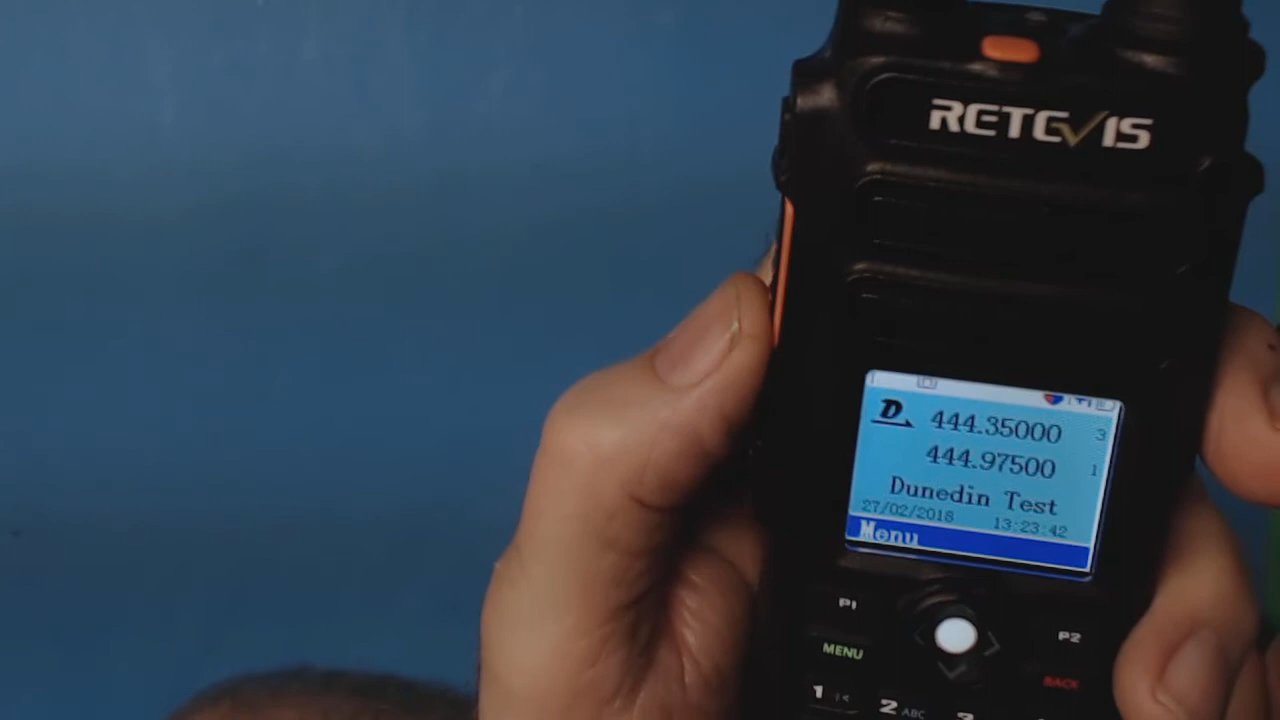 RETEVIS
D 444.35000 3
444.97500 1
Dunedin Test
27/02/2018 13:23:42
Menu
P1
P2
MENU
BACK
1
2 ABC
3